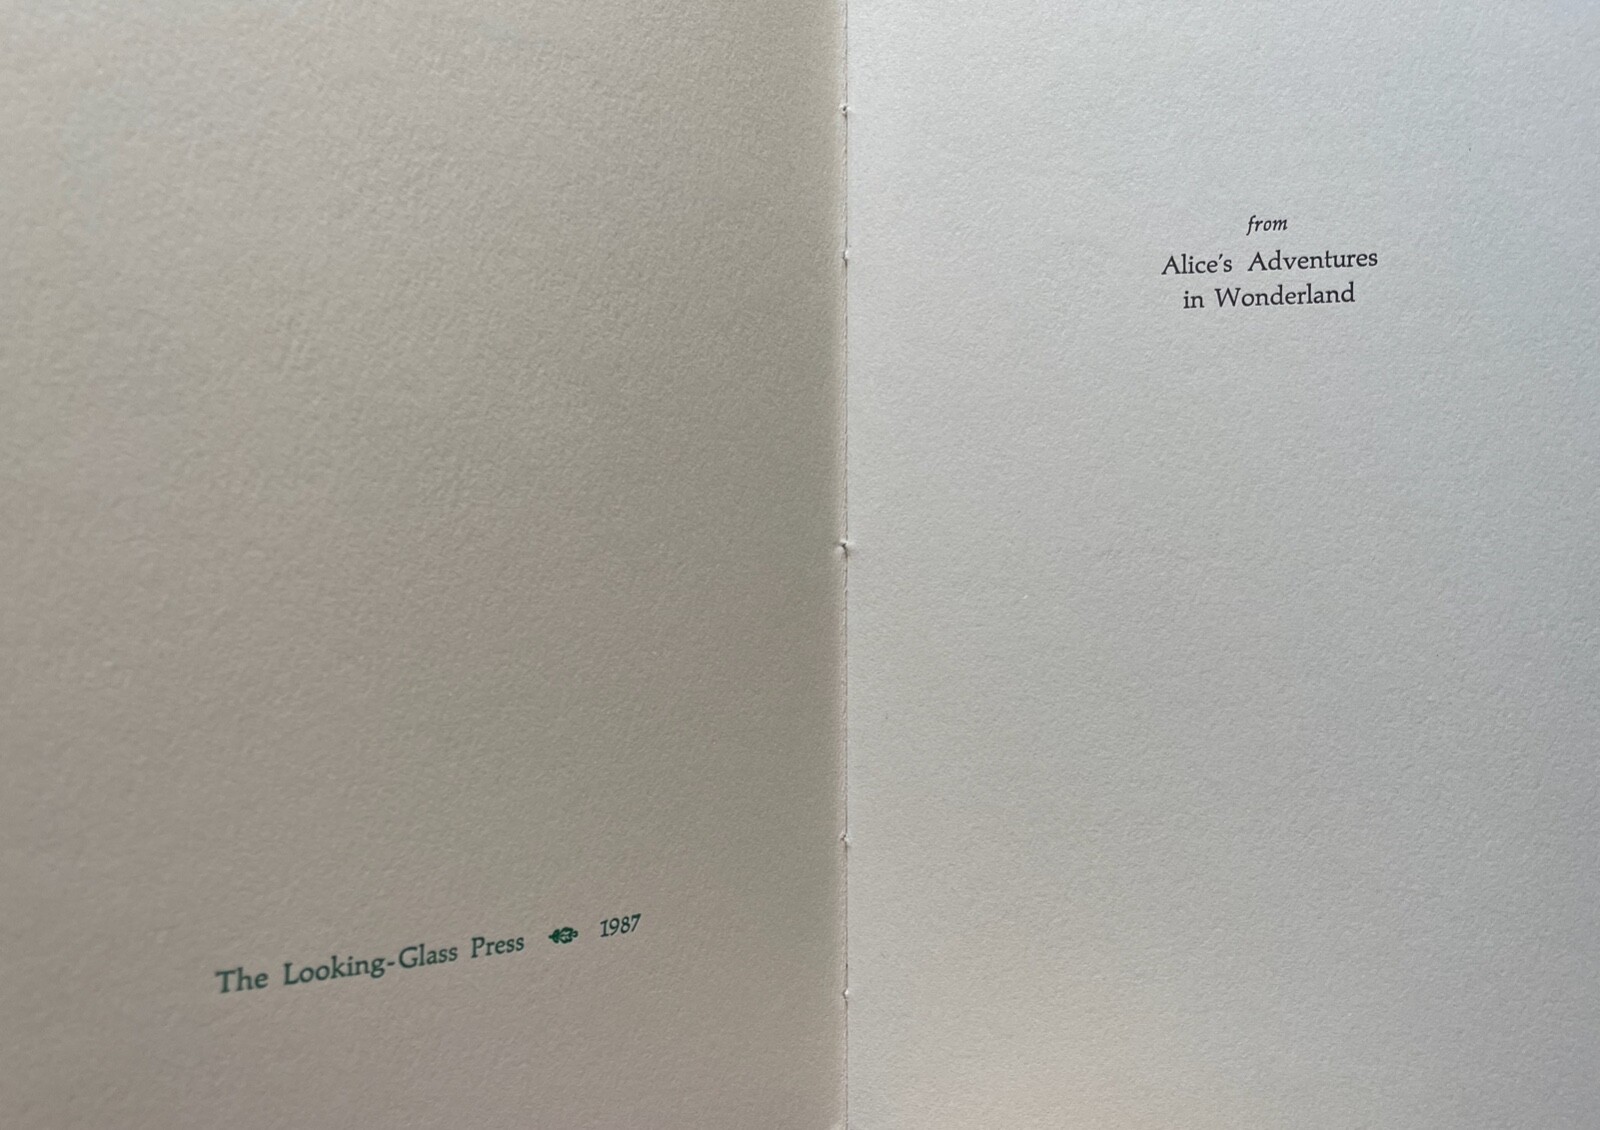 The Looking-Glass Press 1987
from
Alice's Adventures
in Wonderland